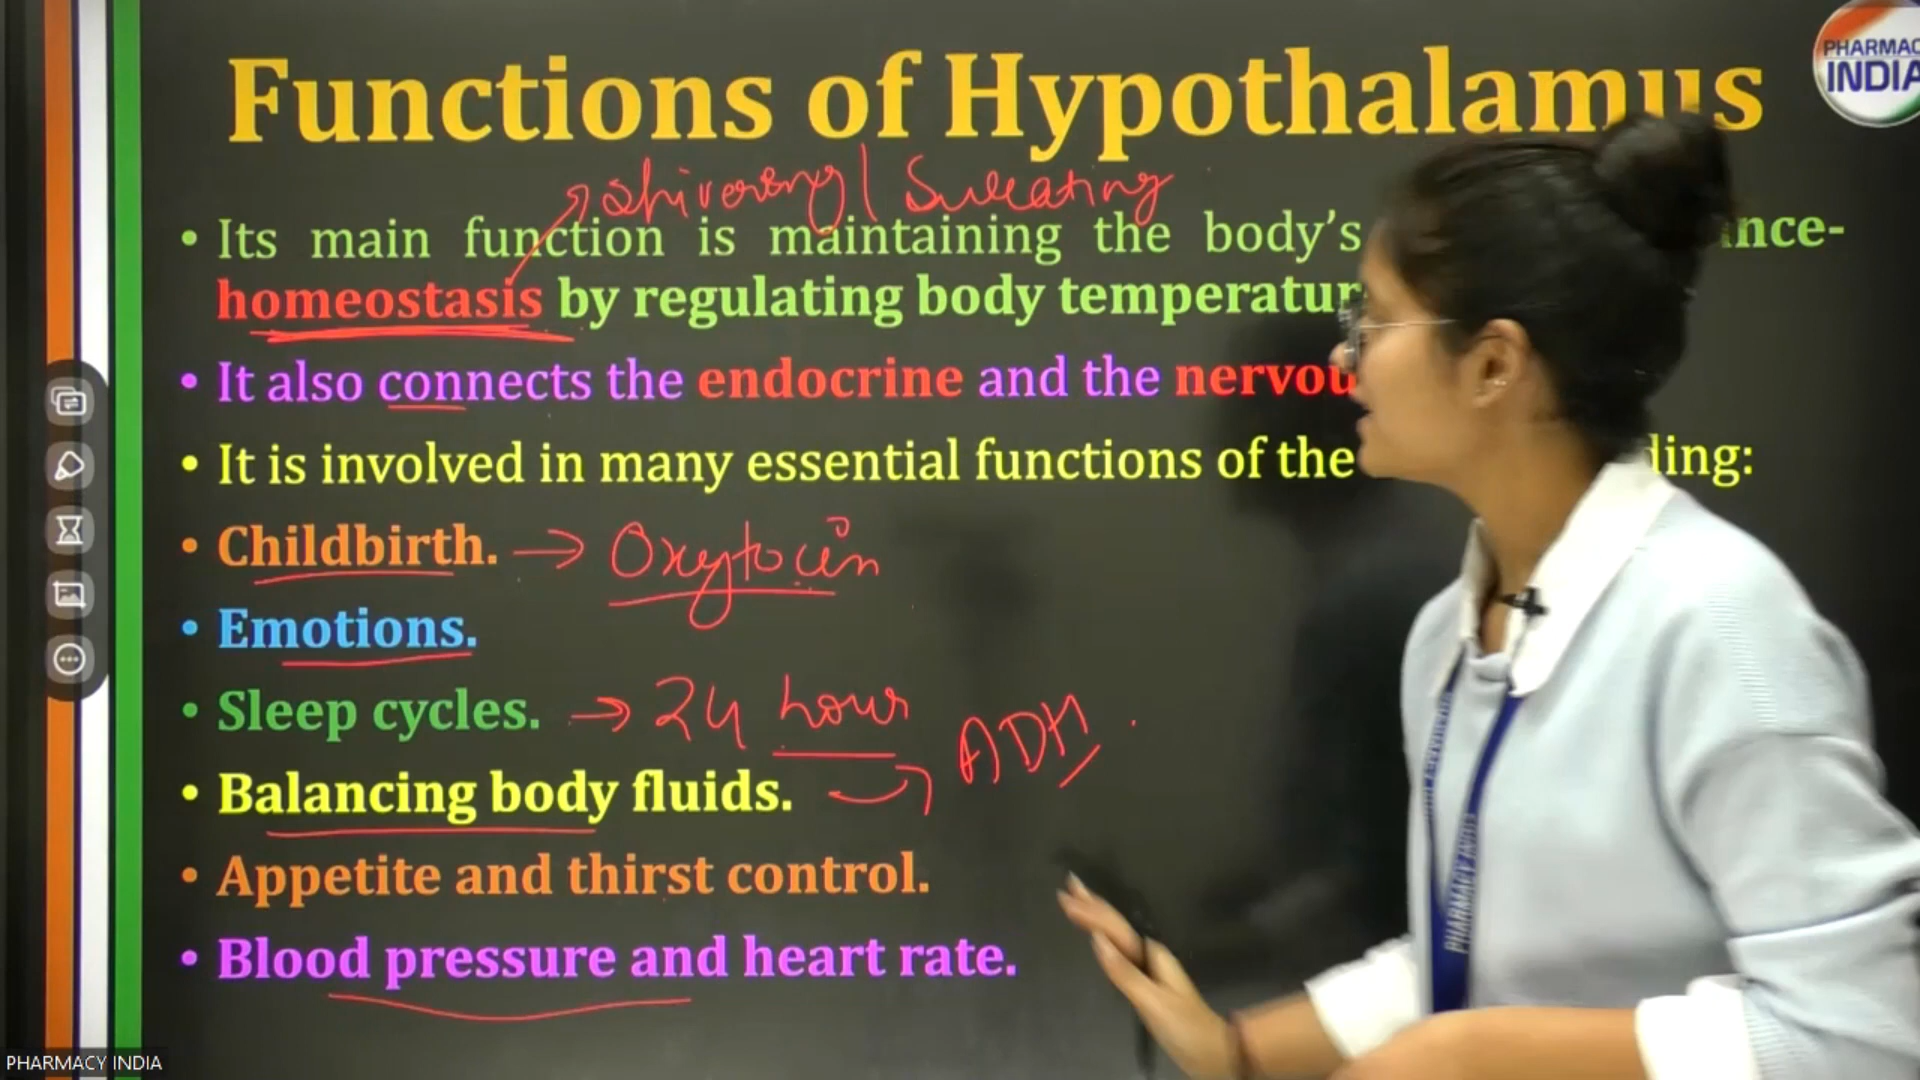 Functions of Hypothalamus
PHARMAC
INDIA
shivering / Sweating
• Its main function is maintaining the body's
homeostasis by regulating body temperatur
• It also connects the endocrine and the nervou
• It is involved in many essential functions of the
• Childbirth. → Oxytocin
• Emotions.
• Sleep cycles. → 24 hour
• Balancing body fluids. → ADH
• Appetite and thirst control.
• Blood pressure and heart rate.
PHARMACY INDIA
PHARMACY INDIA